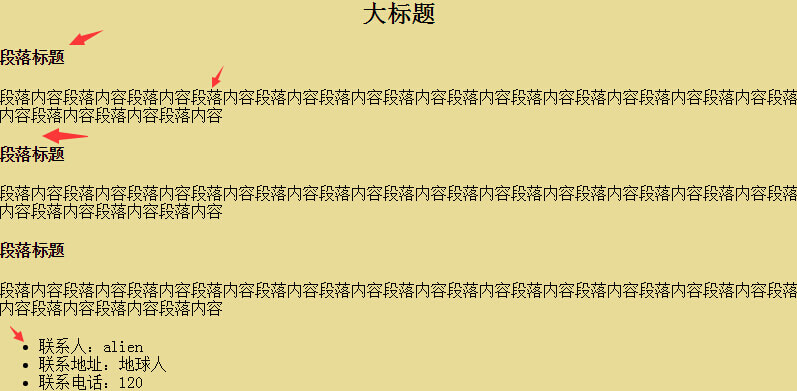 大标题
段落标题
段落内容段落内容段落内容段落内容段落内容段落内容段落内容段落内容段落内容段落内容段落内容段落内容段落
内容段落内容段落内容段落内容
段落标题
段落内容段落内容段落内容段落内容段落内容段落内容段落内容段落内容段落内容段落内容段落内容段落内容段落
内容段落内容段落内容段落内容
段落标题
段落内容段落内容段落内容段落内容段落内容段落内容段落内容段落内容段落内容段落内容段落内容段落内容段落
内容段落内容段落内容段落内容
• 联系人：alien
• 联系地址：地球人
• 联系电话：120